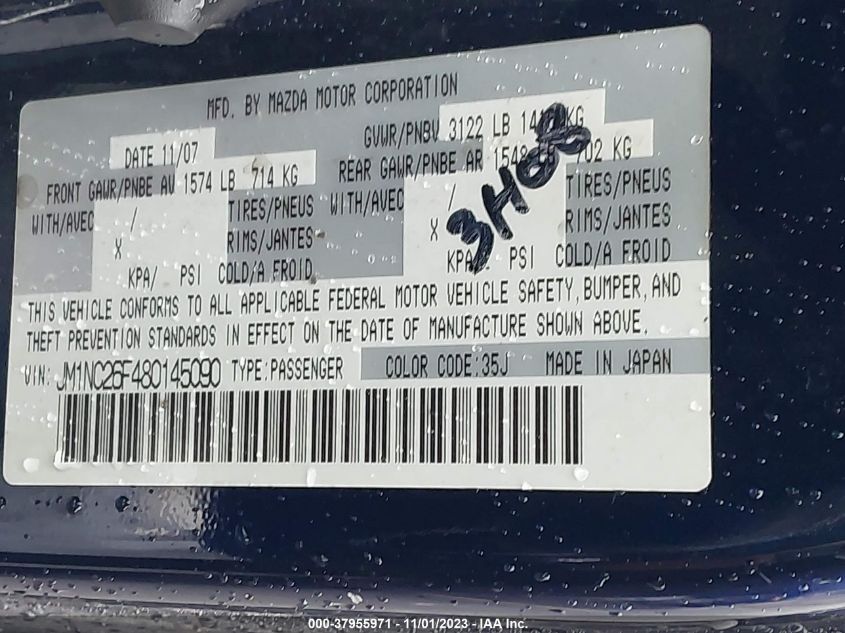 MFD. BY MAZDA MOTOR CORPORATION
DATE 11/07
GVWR/PNBV 3122 LB KG
FRONT GAWR/PNBE AV 1574 LB 714 KG
REAR GAWR/PNBE AR 1548 LB 702 KG
WITH/AVEC / TIRES/PNEUS
WITH/AVEC / TIRES/PNEUS
X RIMS/JANTES
X RIMS/JANTES
KPA/ PSI COLD/A FROID
KPA/ PSI COLD/A FROID
3H08
THIS VEHICLE CONFORMS TO ALL APPLICABLE FEDERAL MOTOR VEHICLE SAFETY, BUMPER, AND
THEFT PREVENTION STANDARDS IN EFFECT ON THE DATE OF MANUFACTURE SHOWN ABOVE.
VIN: JM1NC26F480145090 TYPE:PASSENGER COLOR CODE:35J MADE IN JAPAN
000-37955971 - 11/01/2023 - IAA Inc.